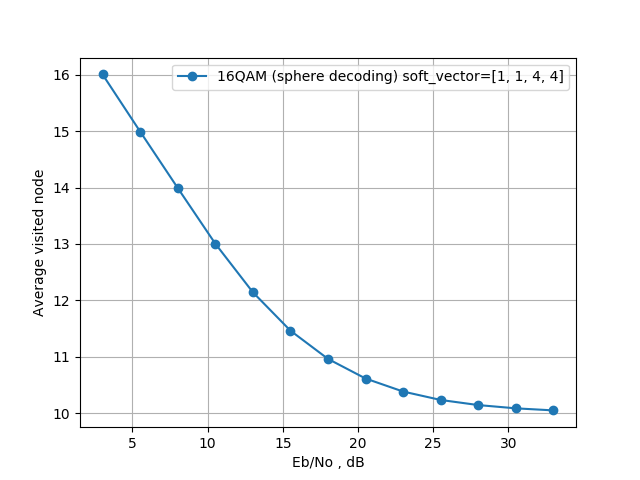 16QAM (sphere decoding) soft_vector=[1, 1, 4, 4]
16
15
14
13
12
11
10
Average visited node
5 10 15 20 25 30
Eb/No , dB